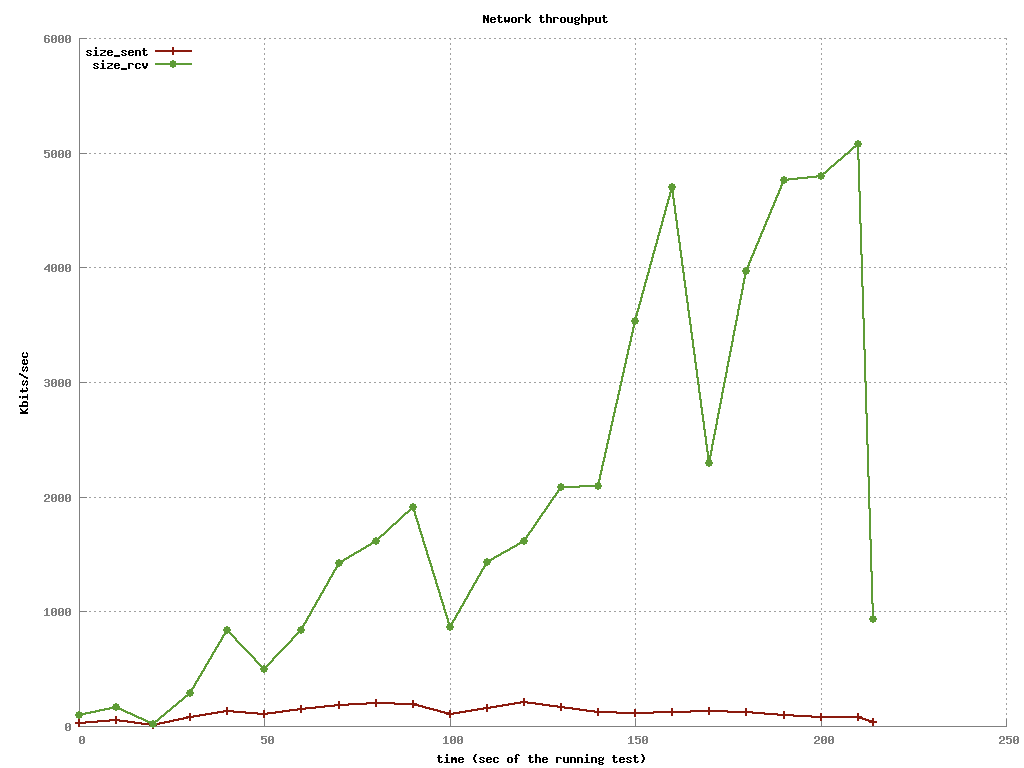 Network throughput
6000
size_sent
size_rcv
5000
4000
3000
Kbits/sec
2000
1000
0
0 50 100 150 200 250
time (sec of the running test)